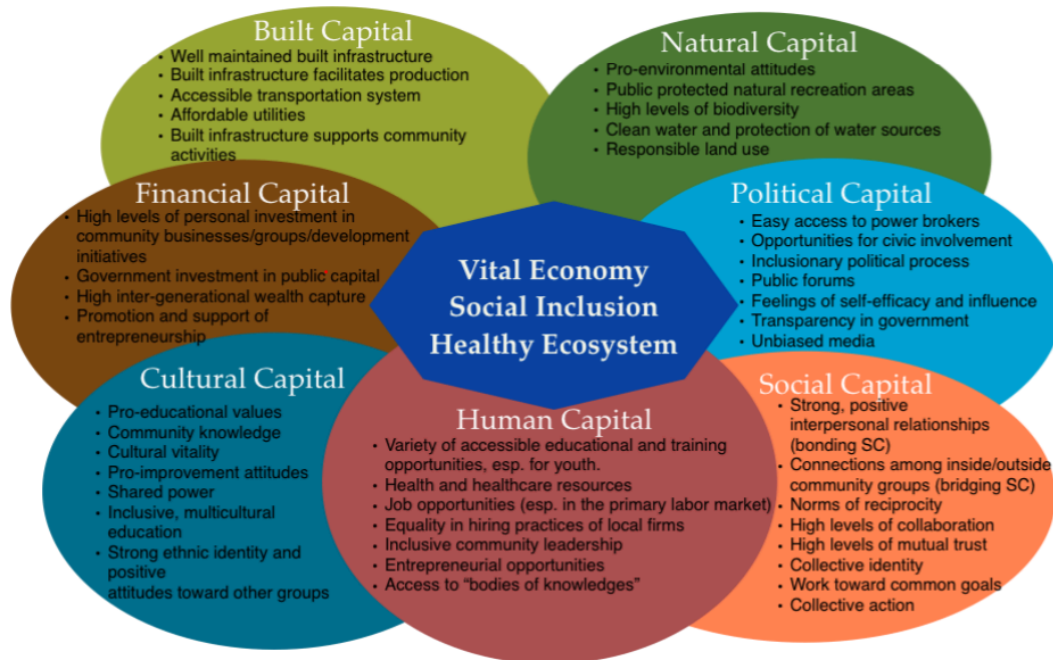 Built Capital
• Well maintained built infrastructure
• Built infrastructure facilitates production
• Accessible transportation system
• Affordable utilities
• Built infrastructure supports community
activities
Natural Capital
• Pro-environmental attitudes
• Public protected natural recreation areas
• High levels of biodiversity
• Clean water and protection of water sources
• Responsible land use
Financial Capital
• High levels of personal investment in
community businesses/groups/development
initiatives
• Government investment in public capital
• High inter-generational wealth capture
• Promotion and support of
entrepreneurship
Vital Economy
Social Inclusion
Healthy Ecosystem
Political Capital
• Easy access to power brokers
• Opportunities for civic involvement
• Inclusionary political process
• Public forums
• Feelings of self-efficacy and influence
• Transparency in government
• Unbiased media
Cultural Capital
• Pro-educational values
• Community knowledge
• Cultural vitality
• Pro-improvement attitudes
• Shared power
• Inclusive, multicultural
education
• Strong ethnic identity and
positive
attitudes toward other groups
Human Capital
• Variety of accessible educational and training
opportunities, esp. for youth.
• Health and healthcare resources
• Job opportunities (esp. in the primary labor market)
• Equality in hiring practices of local firms
• Inclusive community leadership
• Entrepreneurial opportunities
• Access to “bodies of knowledges”
Social Capital
• Strong, positive
interpersonal relationships
(bonding SC)
• Connections among inside/outside
community groups (bridging SC)
• Norms of reciprocity
• High levels of collaboration
• High levels of mutual trust
• Collective identity
• Work toward common goals
• Collective action